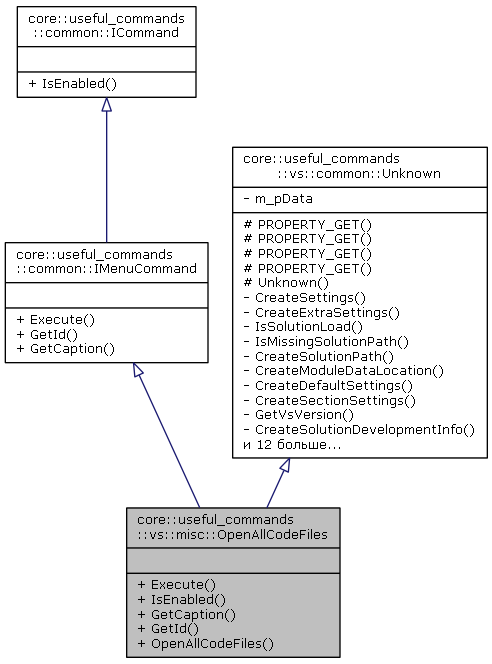 core::useful_commands
::common::ICommand
+ IsEnabled()
core::useful_commands
::vs::common::Unknown
- m_pData
# PROPERTY_GET()
# PROPERTY_GET()
# PROPERTY_GET()
# PROPERTY_GET()
# Unknown()
- CreateSettings()
- CreateExtraSettings()
- IsSolutionLoad()
- IsMissingSolutionPath()
- CreateSolutionPath()
- CreateModuleDataLocation()
- CreateDefaultSettings()
- CreateSectionSettings()
- GetVsVersion()
- CreateSolutionDevelopmentInfo()
и 12 больше...
core::useful_commands
::common::IMenuCommand
+ Execute()
+ GetId()
+ GetCaption()
core::useful_commands
::vs::misc::OpenAllCodeFiles
+ Execute()
+ IsEnabled()
+ GetCaption()
+ GetId()
+ OpenAllCodeFiles()